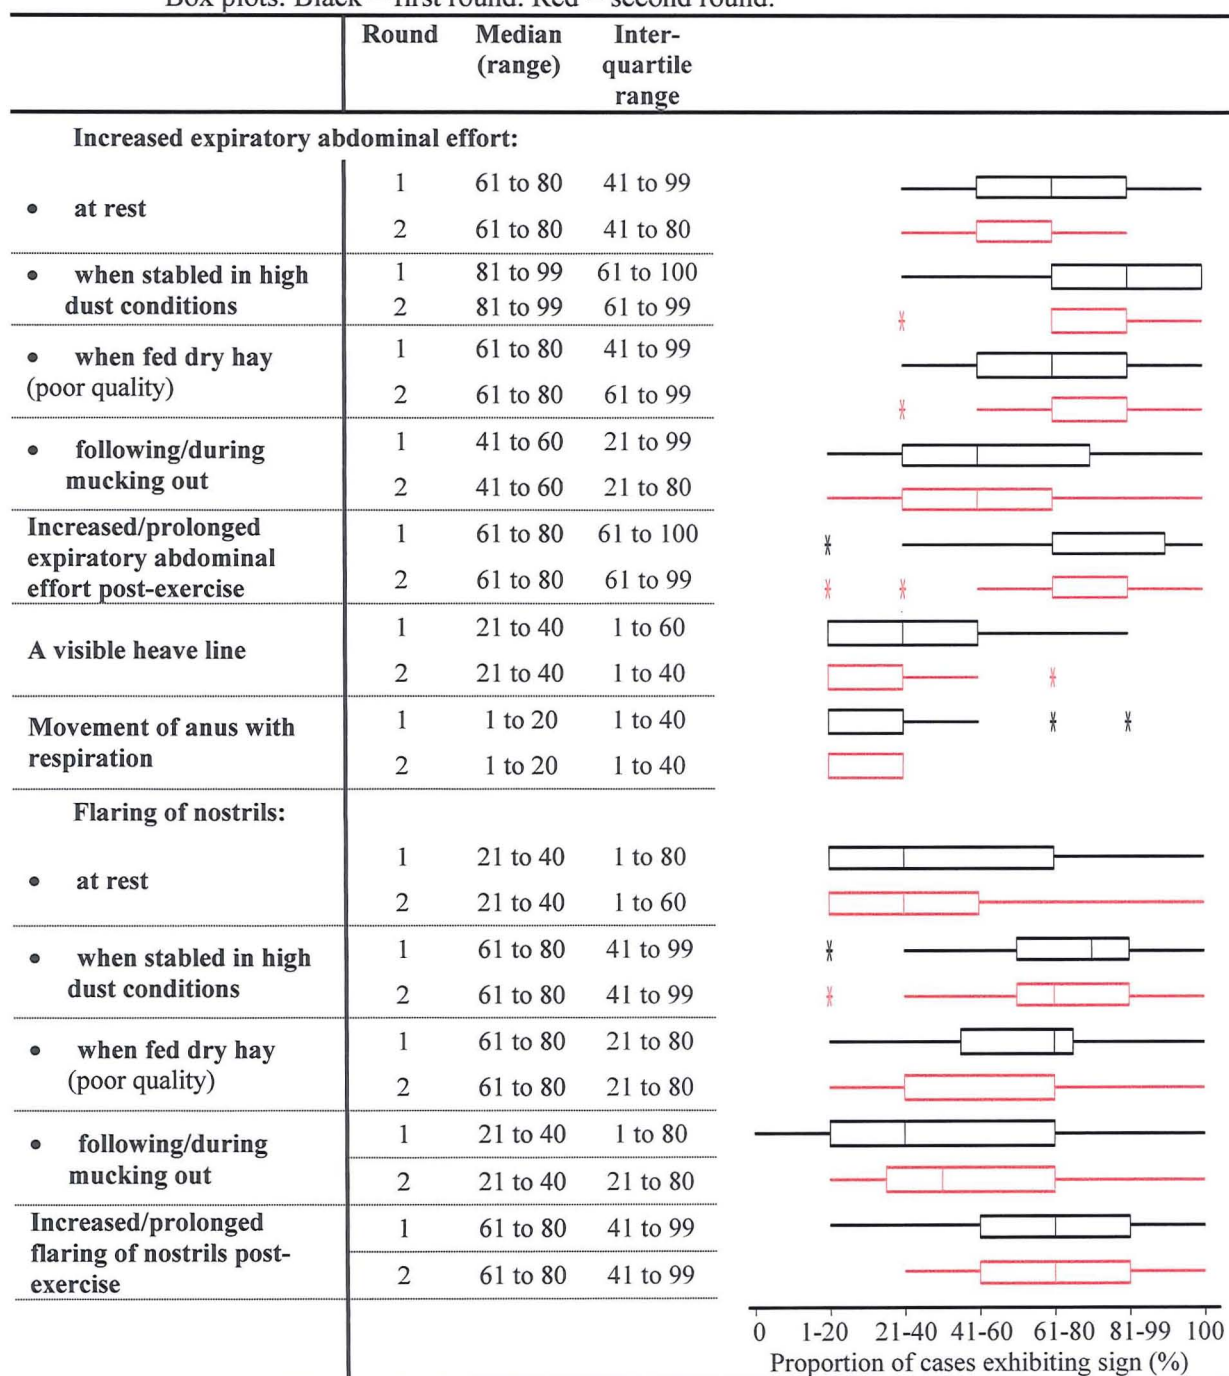 Box plots: Black = first round. Red = second round.
Round Median Inter-
(range) quartile
range
Increased expiratory abdominal effort:
• at rest
1 61 to 80 41 to 99
2 61 to 80 41 to 80
• when stabled in high
dust conditions
1 81 to 99 61 to 100
2 81 to 99 61 to 99
• when fed dry hay
(poor quality)
1 61 to 80 41 to 99
2 61 to 80 61 to 99
• following/during
mucking out
1 41 to 60 21 to 99
2 41 to 60 21 to 80
Increased/prolonged
expiratory abdominal
effort post-exercise
1 61 to 80 61 to 100
2 61 to 80 61 to 99
A visible heave line
1 21 to 40 1 to 60
2 21 to 40 1 to 40
Movement of anus with
respiration
1 1 to 20 1 to 40
2 1 to 20 1 to 40
Flaring of nostrils:
• at rest
1 21 to 40 1 to 80
2 21 to 40 1 to 60
• when stabled in high
dust conditions
1 61 to 80 41 to 99
2 61 to 80 41 to 99
• when fed dry hay
(poor quality)
1 61 to 80 21 to 80
2 61 to 80 21 to 80
• following/during
mucking out
1 21 to 40 1 to 80
2 21 to 40 21 to 80
Increased/prolonged
flaring of nostrils post-
exercise
1 61 to 80 41 to 99
2 61 to 80 41 to 99
0 1-20 21-40 41-60 61-80 81-99 100
Proportion of cases exhibiting sign (%)